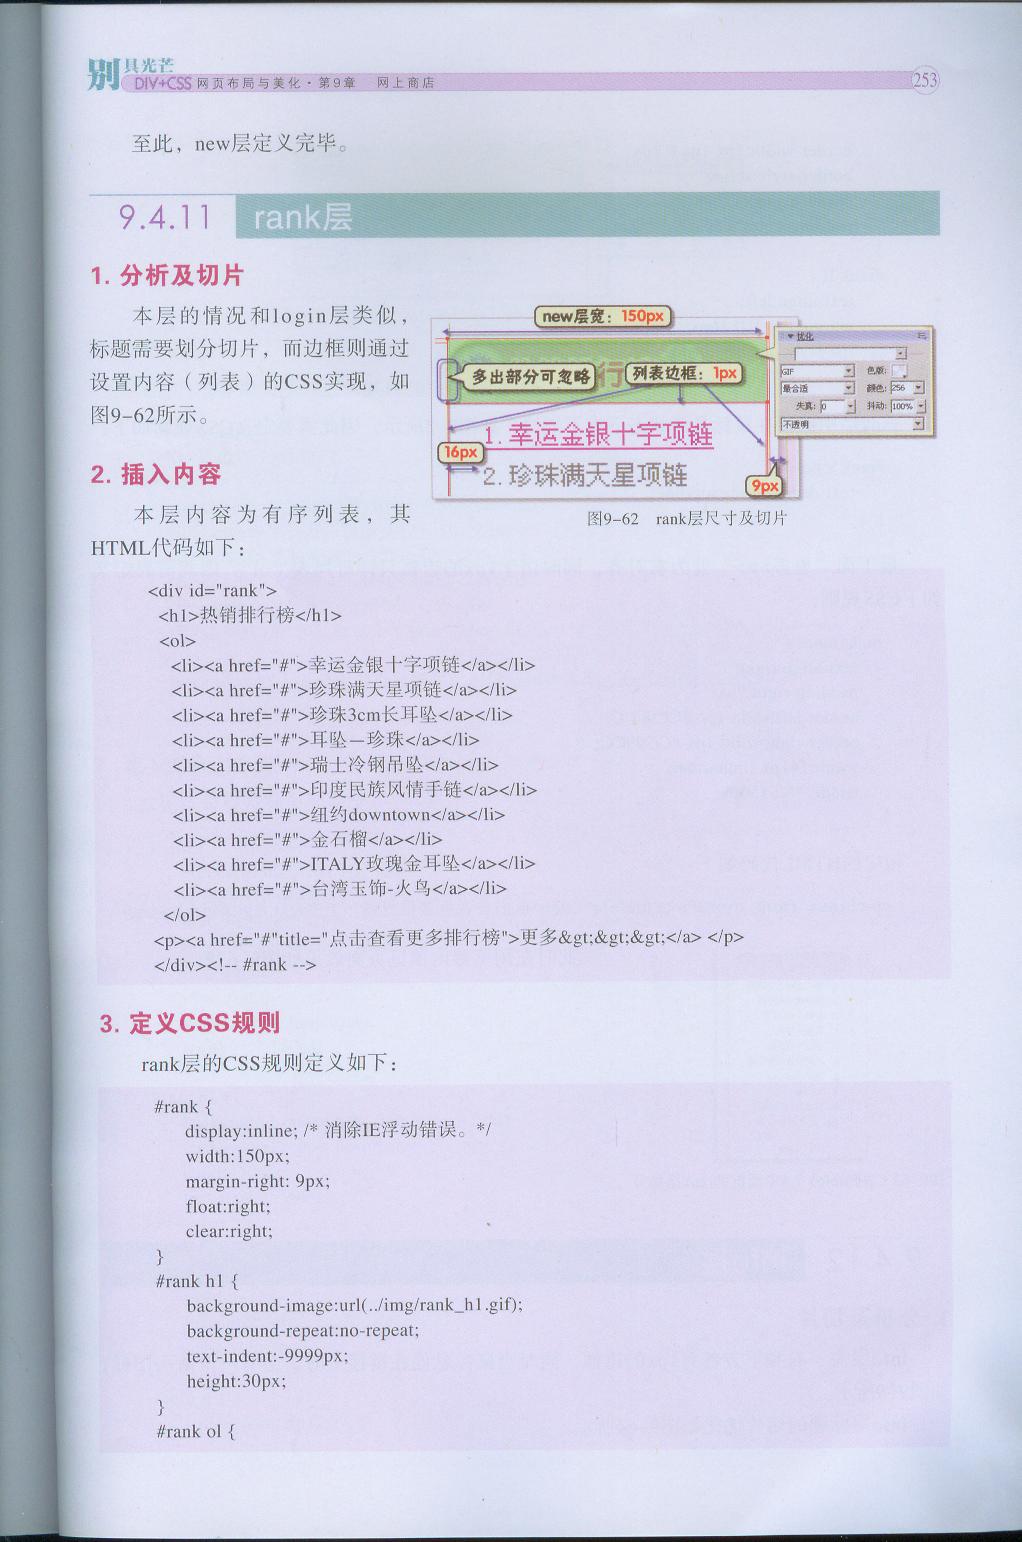 别具光芒
DIV+CSS 网页布局与美化·第9章 网上商店
253
至此，new层定义完毕。
9.4.11 rank层
1. 分析及切片
本层的情况和login层类似，
标题需要划分切片，而边框则通过
设置内容（列表）的CSS实现，如
图9-62所示。
new层宽：150px
多出部分可忽略
行
列表边框：1px
1. 幸运金银十字项链
16px
2. 珍珠满天星项链
9px
优化
GIF
色版:
最合适
颜色: 256
失真: 0
抖动: 100%
不透明
图9-62 rank层尺寸及切片
2. 插入内容
本层内容为有序列表，其
HTML代码如下：
<div id="rank">
<h1>热销排行榜</h1>
<ol>
<li><a href="#">幸运金银十字项链</a></li>
<li><a href="#">珍珠满天星项链</a></li>
<li><a href="#">珍珠3cm长耳坠</a></li>
<li><a href="#">耳坠—珍珠</a></li>
<li><a href="#">瑞士冷钢吊坠</a></li>
<li><a href="#">印度民族风情手链</a></li>
<li><a href="#">纽约downtown</a></li>
<li><a href="#">金石榴</a></li>
<li><a href="#">ITALY玫瑰金耳坠</a></li>
<li><a href="#">台湾玉饰-火鸟</a></li>
</ol>
<p><a href="#"title="点击查看更多排行榜">更多&gt;&gt;&gt;</a> </p>
</div><!-- #rank -->
3. 定义CSS规则
rank层的CSS规则定义如下：
#rank {
display:inline; /* 消除IE浮动错误。*/
width:150px;
margin-right: 9px;
float:right;
clear:right;
}
#rank h1 {
background-image:url(../img/rank_h1.gif);
background-repeat:no-repeat;
text-indent:-9999px;
height:30px;
}
#rank ol {